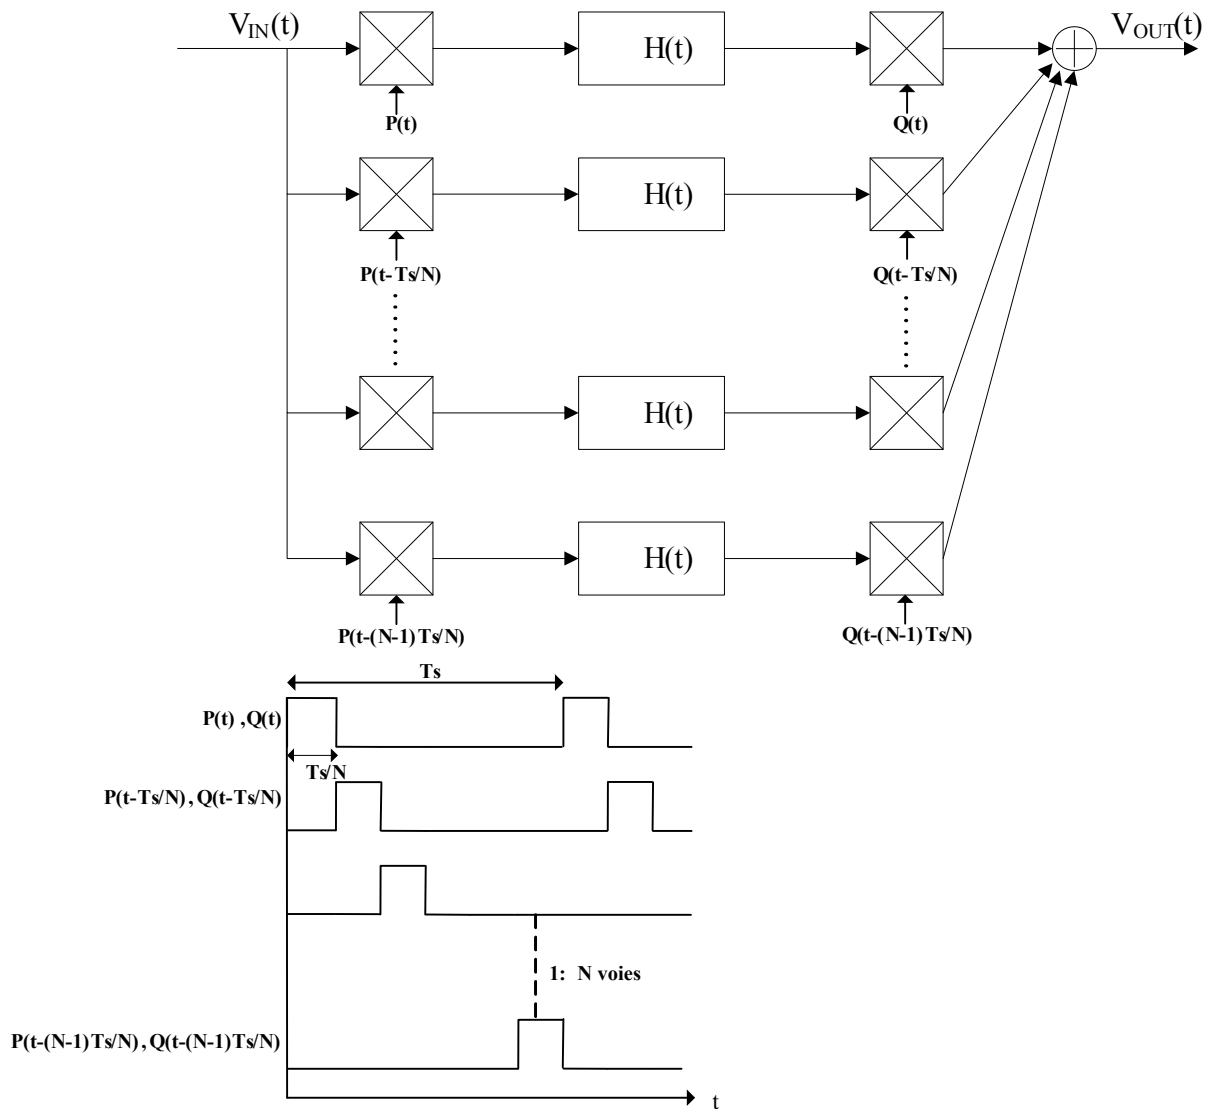 V_IN(t)
V_OUT(t)
H(t)
P(t)
Q(t)
H(t)
P(t-Ts/N)
Q(t-Ts/N)
H(t)
H(t)
P(t-(N-1)Ts/N)
Q(t-(N-1)Ts/N)
Ts
P(t) ,Q(t)
Ts/N
P(t-Ts/N) , Q(t-Ts/N)
1: N voies
P(t-(N-1)Ts/N) , Q(t-(N-1)Ts/N)
t